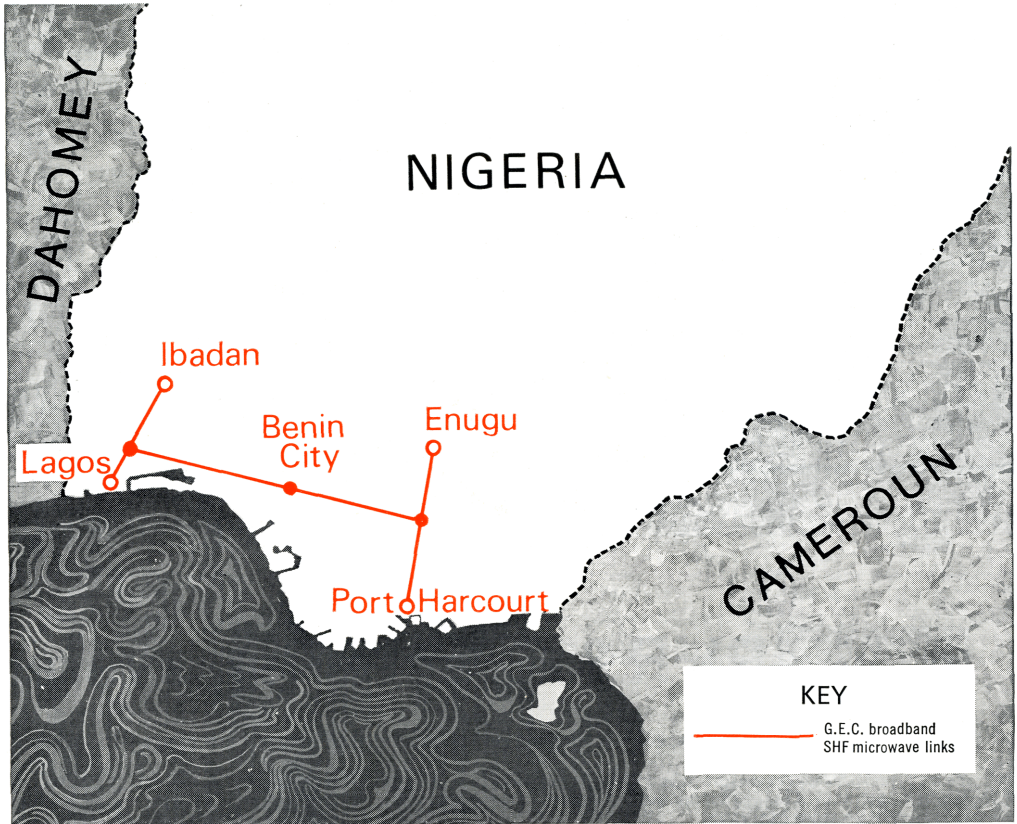 DAHOMEY
NIGERIA
Ibadan
Benin
City
Enugu
Lagos
Port Harcourt
CAMEROUN
KEY
G.E.C. broadband
SHF microwave links